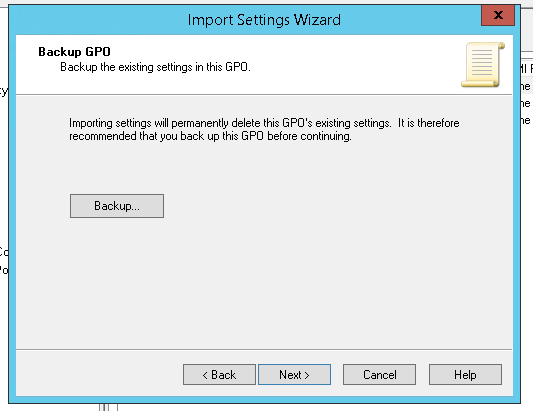 Import Settings Wizard
x
Backup GPO
Backup the existing settings in this GPO.
Importing settings will permanently delete this GPO's existing settings. It is therefore
recommended that you back up this GPO before continuing.
Backup...
< Back
Next >
Cancel
Help